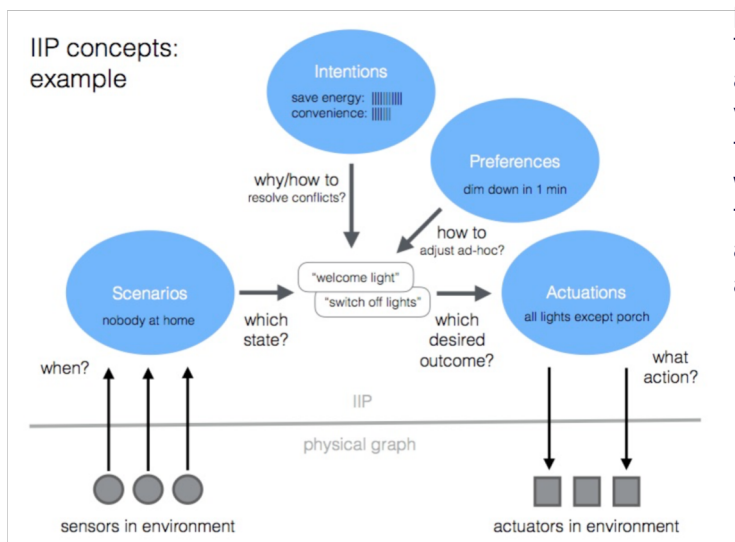 IIP concepts:
example
Intentions
save energy:
convenience:
Preferences
dim down in 1 min
why/how to
resolve conflicts?
how to
adjust ad-hoc?
Scenarios
nobody at home
which
state?
"welcome light"
"switch off lights"
which
desired
outcome?
Actuations
all lights except porch
when?
what
action?
IIP
physical graph
sensors in environment
actuators in environment